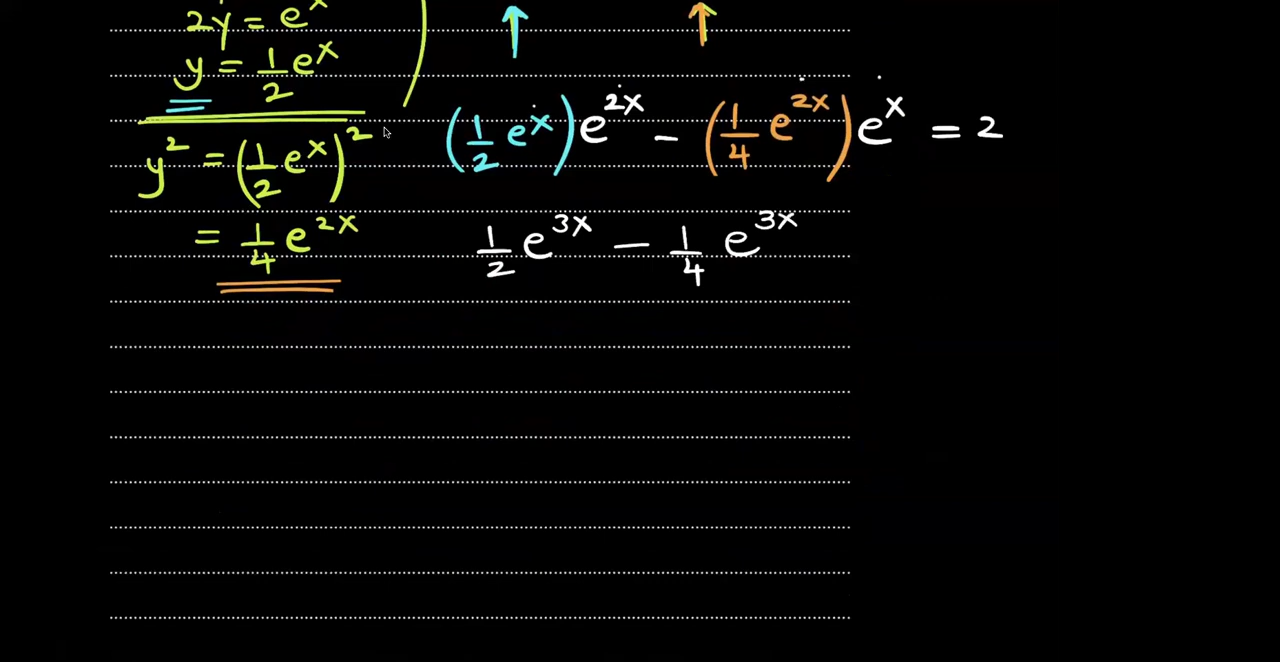 2y = e^x
y = 1/2 e^x
y^2 = (1/2 e^x)^2
= 1/4 e^{2x}
(1/2 e^x) e^{2x} - (1/4 e^{2x}) e^x = 2
1/2 e^{3x} - 1/4 e^{3x}